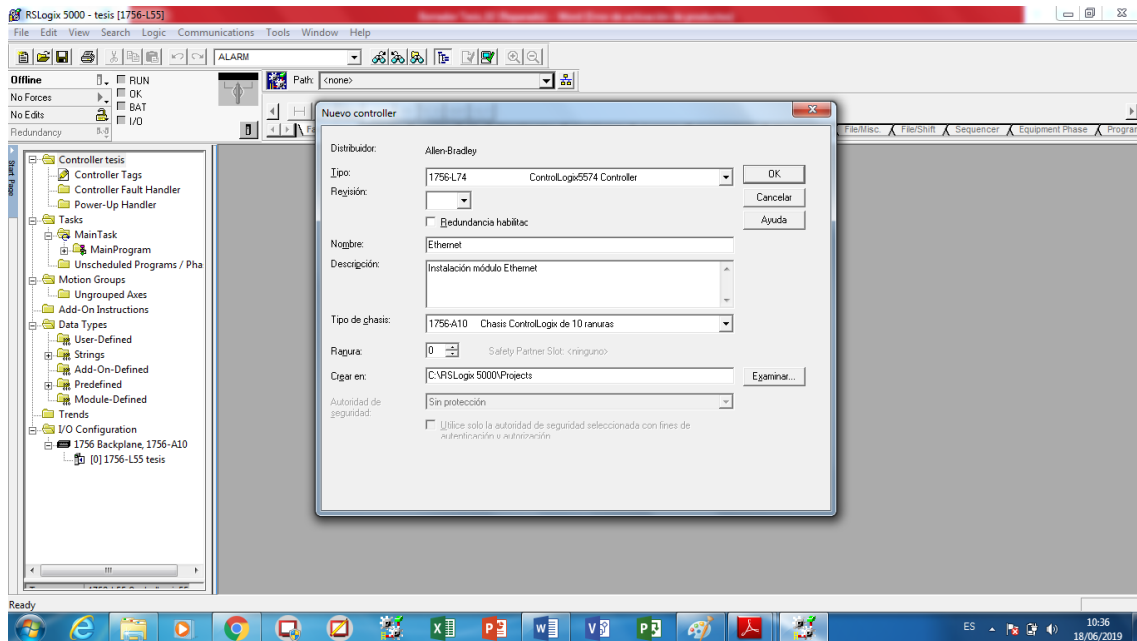 RSLogix 5000 - tesis [1756-L55]
File Edit View Search Logic Communications Tools Window Help
ALARM
Offline
RUN
Path: <none>
No Forces
OK
No Edits
BAT
Redundancy
I/O
File/Misc. File/Shift Sequencer Equipment Phase Program
Start Page
Controller tesis
Controller Tags
Controller Fault Handler
Power-Up Handler
Tasks
MainTask
MainProgram
Unscheduled Programs / Pha
Motion Groups
Ungrouped Axes
Add-On Instructions
Data Types
User-Defined
Strings
Add-On-Defined
Predefined
Module-Defined
Trends
I/O Configuration
1756 Backplane, 1756-A10
[0] 1756-L55 tesis
Nuevo controller
Distribuidor: Allen-Bradley
Tipo: 1756-L74 ControlLogix5574 Controller OK
Revisión: Cancelar
Redundancia habilitac Ayuda
Nombre: Ethernet
Descripción: Instalación módulo Ethernet
Tipo de chasis: 1756-A10 Chasis ControlLogix de 10 ranuras
Ranura: 0 Safety Partner Slot: <ninguno>
Crear en: C:\RSLogix 5000\Projects Examinar...
Autoridad de seguridad: Sin protección
Utilice solo la autoridad de seguridad seleccionada con fines de
autenticación y autorización
Ready
ES
10:36
18/06/2019